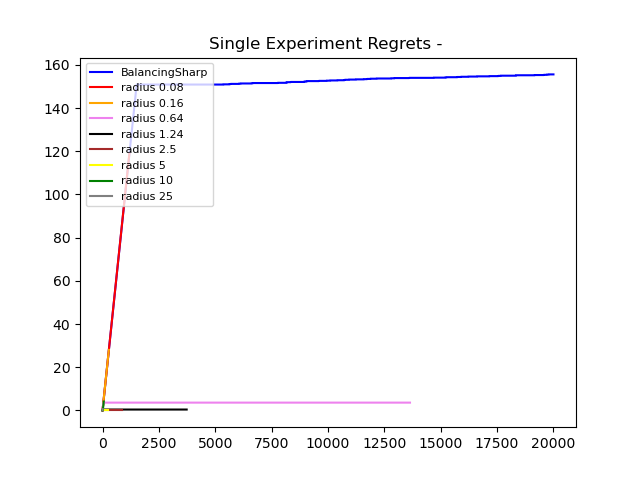 Single Experiment Regrets -
160
140
120
100
80
60
40
20
0
BalancingSharp
radius 0.08
radius 0.16
radius 0.64
radius 1.24
radius 2.5
radius 5
radius 10
radius 25
0 2500 5000 7500 10000 12500 15000 17500 20000